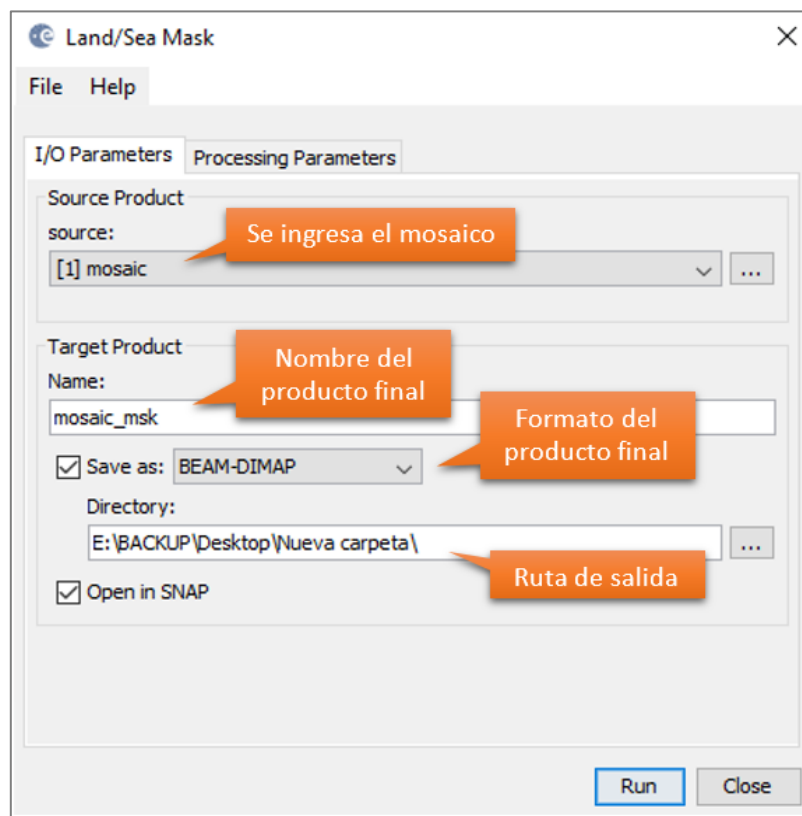 Land/Sea Mask
File Help
I/O Parameters Processing Parameters
Source Product
source:
Se ingresa el mosaico
[1] mosaic
...
Target Product
Name:
Nombre del
producto final
mosaic_msk
Formato del
producto final
Save as: BEAM-DIMAP
Directory:
E:\BACKUP\Desktop\Nueva carpeta\
...
Ruta de salida
Open in SNAP
Run Close